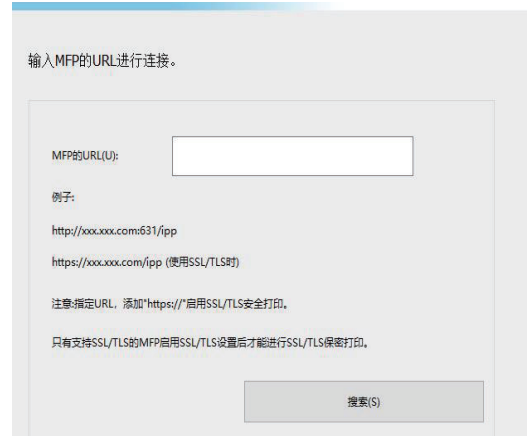 输入MFP的URL进行连接。
MFP的URL(U):
例子:
http://xxx.xxx.com:631/ipp
https://xxx.xxx.com/ipp (使用SSL/TLS时)
注意:指定URL，添加"https://"启用SSL/TLS安全打印。
只有支持SSL/TLS的MFP启用SSL/TLS设置后才能进行SSL/TLS保密打印。
搜索(S)